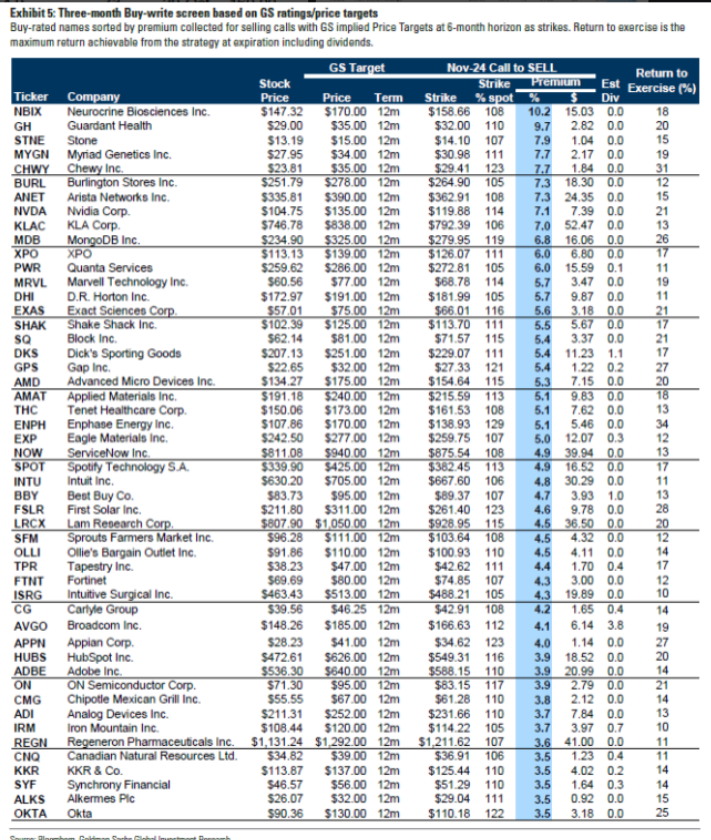 Exhibit 5: Three-month Buy-write screen based on GS ratings/price targets
Buy-rated names sorted by premium collected for selling calls with GS implied Price Targets at 6-month horizon as strikes. Return to exercise is the
maximum return achievable from the strategy at expiration including dividends.
GS Target Nov-24 Call to SELL
Stock Strike Premium Est Return to
Ticker Company Price Price Term Strike % spot % $ Div Exercise (%)
NBIX Neurocrine Biosciences Inc. $147.32 $170.00 12m $158.66 108 10.2 15.03 0.0 18
GH Guardant Health $29.00 $35.00 12m $32.00 110 9.7 2.82 0.0 20
STNE Stone $13.19 $15.00 12m $14.10 107 7.9 1.04 0.0 15
MYGN Myriad Genetics Inc. $27.95 $34.00 12m $30.98 111 7.7 2.17 0.0 19
CHWY Chewy Inc. $23.81 $35.00 12m $29.41 123 7.7 1.84 0.0 31
BURL Burlington Stores Inc. $251.79 $278.00 12m $264.90 105 7.3 18.30 0.0 12
ANET Arista Networks Inc. $335.81 $390.00 12m $362.91 108 7.3 24.35 0.0 15
NVDA Nvidia Corp. $104.75 $135.00 12m $119.88 114 7.1 7.39 0.0 21
KLAC KLA Corp. $746.78 $838.00 12m $792.39 106 7.0 52.47 0.0 13
MDB MongoDB Inc. $234.90 $325.00 12m $279.95 119 6.8 16.06 0.0 26
XPO XPO $113.13 $139.00 12m $126.07 111 6.0 6.80 0.0 17
PWR Quanta Services $259.62 $286.00 12m $272.81 105 6.0 15.59 0.1 11
MRVL Marvell Technology Inc. $60.56 $77.00 12m $68.78 114 5.7 3.47 0.0 19
DHI D.R. Horton Inc. $172.97 $191.00 12m $181.99 105 5.7 9.87 0.0 11
EXAS Exact Sciences Corp. $57.01 $75.00 12m $66.01 116 5.6 3.18 0.0 21
SHAK Shake Shack Inc. $102.39 $125.00 12m $113.70 111 5.5 5.67 0.0 17
SQ Block Inc. $62.14 $81.00 12m $71.57 115 5.4 3.37 0.0 21
DKS Dick's Sporting Goods $207.13 $251.00 12m $229.07 111 5.4 11.23 1.1 17
GPS Gap Inc. $22.65 $32.00 12m $27.33 121 5.4 1.22 0.2 27
AMD Advanced Micro Devices Inc. $134.27 $175.00 12m $154.64 115 5.3 7.15 0.0 20
AMAT Applied Materials Inc. $191.18 $240.00 12m $215.59 113 5.1 9.83 0.0 18
THC Tenet Healthcare Corp. $150.06 $173.00 12m $161.53 108 5.1 7.62 0.0 13
ENPH Enphase Energy Inc. $107.86 $170.00 12m $138.93 129 5.1 5.46 0.0 34
EXP Eagle Materials Inc. $242.50 $277.00 12m $259.75 107 5.0 12.07 0.3 12
NOW ServiceNow Inc. $811.08 $940.00 12m $875.54 108 4.9 39.94 0.0 13
SPOT Spotify Technology S.A. $339.90 $425.00 12m $382.45 113 4.9 16.52 0.0 17
INTU Intuit Inc. $630.20 $705.00 12m $667.60 106 4.8 30.29 0.0 11
BBY Best Buy Co. $83.73 $95.00 12m $89.37 107 4.7 3.93 1.0 13
FSLR First Solar Inc. $211.80 $311.00 12m $261.40 123 4.6 9.78 0.0 28
LRCX Lam Research Corp. $807.90 $1,050.00 12m $928.95 115 4.5 36.50 0.0 20
SFM Sprouts Farmers Market Inc. $96.28 $111.00 12m $103.64 108 4.5 4.32 0.0 12
OLLI Ollie's Bargain Outlet Inc. $91.86 $110.00 12m $100.93 110 4.5 4.11 0.0 14
TPR Tapestry Inc. $38.23 $47.00 12m $42.62 111 4.4 1.70 0.4 17
FTNT Fortinet $69.69 $80.00 12m $74.85 107 4.3 3.00 0.0 12
ISRG Intuitive Surgical Inc. $463.43 $513.00 12m $488.21 105 4.3 19.89 0.0 10
CG Carlyle Group $39.56 $46.25 12m $42.91 108 4.2 1.65 0.4 14
AVGO Broadcom Inc. $148.26 $185.00 12m $166.63 112 4.1 6.14 3.8 19
APPN Appian Corp. $28.23 $41.00 12m $34.62 123 4.0 1.14 0.0 27
HUBS HubSpot Inc. $472.61 $626.00 12m $549.31 116 3.9 18.52 0.0 20
ADBE Adobe Inc. $536.30 $640.00 12m $588.15 110 3.9 20.99 0.0 14
ON ON Semiconductor Corp. $71.30 $95.00 12m $83.15 117 3.9 2.79 0.0 21
CMG Chipotle Mexican Grill Inc. $55.55 $67.00 12m $61.28 110 3.8 2.12 0.0 14
ADI Analog Devices Inc. $211.31 $252.00 12m $231.66 110 3.7 7.84 0.0 13
IRM Iron Mountain Inc. $108.44 $120.00 12m $114.22 105 3.7 3.97 0.7 10
REGN Regeneron Pharmaceuticals Inc. $1,131.24 $1,292.00 12m $1,211.62 107 3.6 41.00 0.0 11
CNQ Canadian Natural Resources Ltd. $34.82 $39.00 12m $36.91 106 3.5 1.23 0.4 11
KKR KKR & Co. $113.87 $137.00 12m $125.44 110 3.5 4.02 0.2 14
SYF Synchrony Financial $46.57 $56.00 12m $51.29 110 3.5 1.64 0.3 14
ALKS Alkermes Plc $26.07 $32.00 12m $29.04 111 3.5 0.92 0.0 15
OKTA Okta $90.36 $130.00 12m $110.18 122 3.5 3.18 0.0 25
Source: Bloomberg, Goldman Sachs Global Investment Research